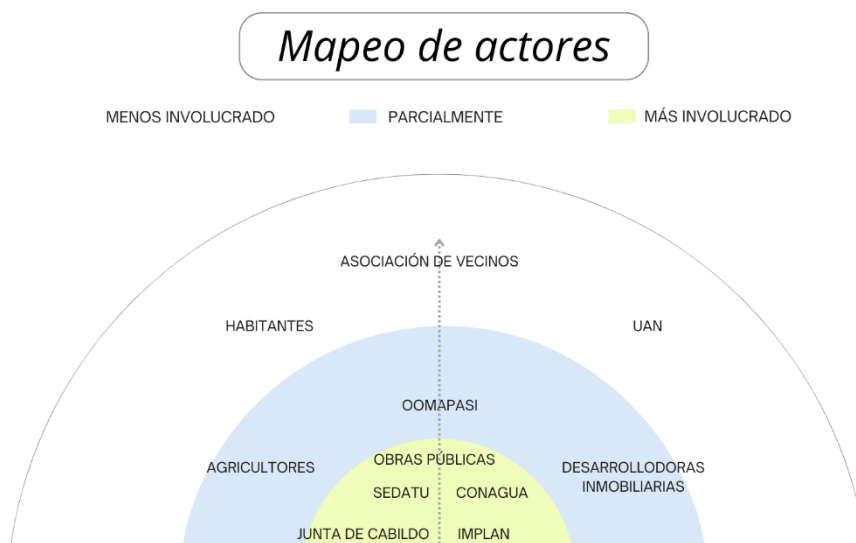 Mapeo de actores
MENOS INVOLUCRADO
PARCIALMENTE
MÁS INVOLUCRADO
ASOCIACIÓN DE VECINOS
HABITANTES
UAN
OOMAPASI
AGRICULTORES
OBRAS PÚBLICAS
DESARROLLODORAS
INMOBILIARIAS
SEDATU
CONAGUA
JUNTA DE CABILDO
IMPLAN